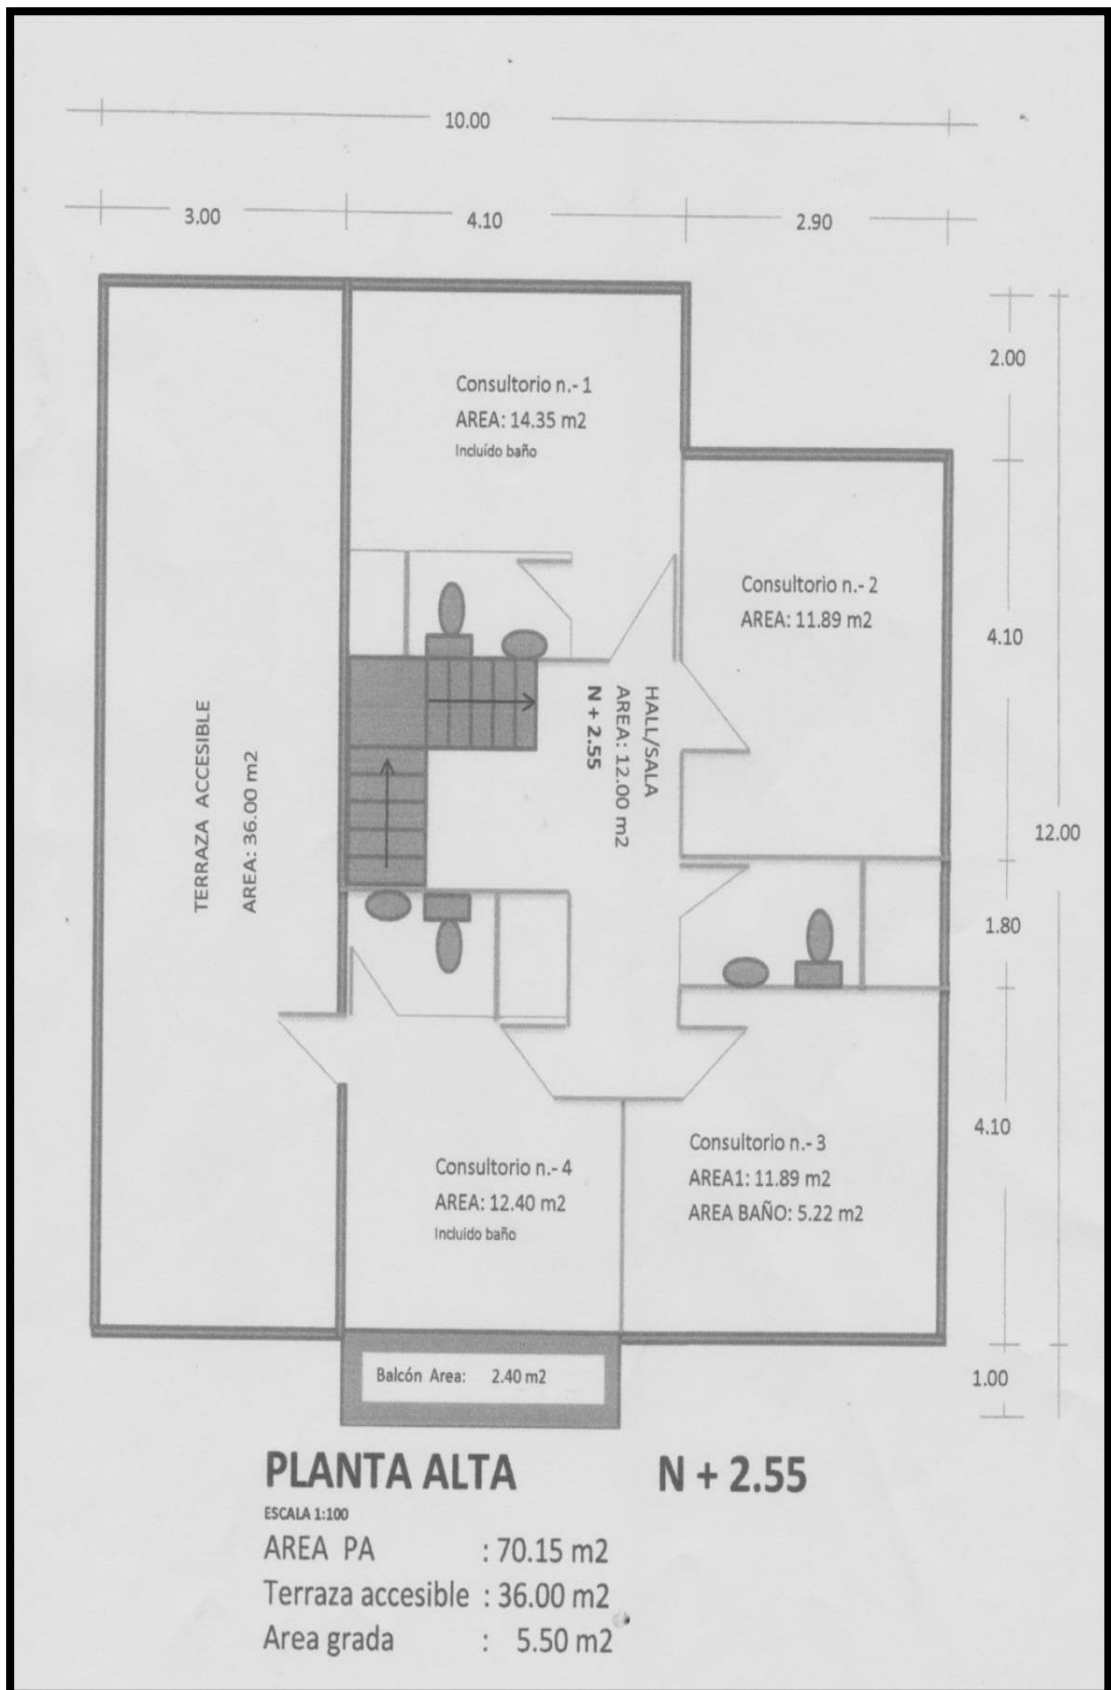 10.00
3.00
4.10
2.90
2.00
Consultorio n.- 1
AREA: 14.35 m2
Incluído baño
Consultorio n.- 2
AREA: 11.89 m2
4.10
HALL/SALA
AREA: 12.00 m2
N + 2.55
TERRAZA ACCESIBLE
AREA: 36.00 m2
12.00
1.80
4.10
Consultorio n.- 3
AREA1: 11.89 m2
AREA BAÑO: 5.22 m2
Consultorio n.- 4
AREA: 12.40 m2
Incluido baño
Balcón Area: 2.40 m2
1.00
PLANTA ALTA N + 2.55
ESCALA 1:100
AREA PA : 70.15 m2
Terraza accesible : 36.00 m2
Area grada : 5.50 m2